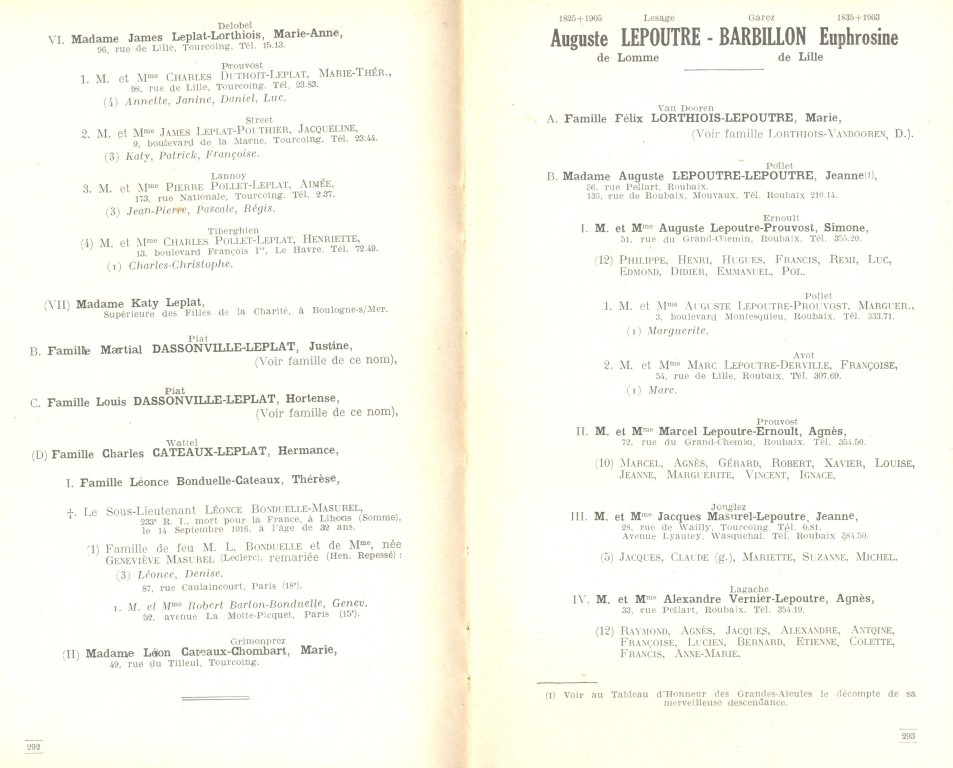 Delobel
VI. Madame James Leplat-Lorthiois, Marie-Anne,
96, rue de Lille, Tourcoing. Tél. 15.13.
Prouvost
1. M. et Mme CHARLES DUTHOIT-LEPLAT, MARIE-THÉR.,
98, rue de Lille, Tourcoing. Tél. 23.83.
(4) Annette, Janine, Daniel, Luc.
Street
2. M. et Mme JAMES LEPLAT-POUTHIER, JACQUELINE,
9, boulevard de la Marne, Tourcoing. Tél. 23.44.
(3) Katy, Patrick, Françoise.
Lannoy
3. M. et Mme PIERRE POLLET-LEPLAT, AIMÉE,
173, rue Nationale, Tourcoing. Tél. 2.37.
(3) Jean-Pierre, Pascale, Régis.
Tiberghien
(4) M. et Mme CHARLES POLLET-LEPLAT, HENRIETTE,
13, boulevard François Ier, Le Havre. Tél. 72.49.
(1) Charles-Christophe.
(VII) Madame Katy Leplat,
Supérieure des Filles de la Charité, à Boulogne-s/Mer.
Piat
B. Famille Martial DASSONVILLE-LEPLAT, Justine,
(Voir famille de ce nom),
Piat
C. Famille Louis DASSONVILLE-LEPLAT, Hortense,
(Voir famille de ce nom),
Wattel
(D) Famille Charles CATEAUX-LEPLAT, Hermance,
I. Famille Léonce Bonduelle-Cateaux, Thérèse,
†. Le Sous-Lieutenant LÉONCE BONDUELLE-MASUREL,
233e R. I., mort pour la France, à Lihons (Somme),
le 14 Septembre 1916, à l'âge de 32 ans.
(1) Famille de feu M. L. BONDUELLE et de Mme, née
GENEVIÈVE MASUREL (Leclerc), remariée (Hen. Repessé) :
(3) Léonce, Denise.
87, rue Caulaincourt, Paris (18e).
1. M. et Mme Robert Barton-Bonduelle, Genev.
52, avenue La Motte-Picquet, Paris (15e).
Grimonprez
(II) Madame Léon Cateaux-Chombart, Marie,
49, rue du Tilleul, Tourcoing.
292
1825+1905 Lesage Garez 1835+1903
Auguste LEPOUTRE - BARBILLON Euphrosine
de Lomme de Lille
Van Dooren
A. Famille Félix LORTHIOIS-LEPOUTRE, Marie,
(Voir famille LORTHIOIS-VANDOOREN, D.).
Pollet
B. Madame Auguste LEPOUTRE-LEPOUTRE, Jeanne(1),
36, rue Pellart, Roubaix.
135, rue de Roubaix, Mouvaux. Tél. Roubaix 210.14.
Ernoult
I. M. et Mme Auguste Lepoutre-Prouvost, Simone,
51, rue du Grand-Chemin, Roubaix. Tél. 355.20.
(12) PHILIPPE, HENRI, HUGUES, FRANCIS, REMI, LUC,
EDMOND, DIDIER, EMMANUEL, POL.
Pollet
1. M. et Mme AUGUSTE LEPOUTRE-PROUVOST, MARGUER.,
3, boulevard Montesquieu, Roubaix. Tél. 333.71.
(1) Marguerite.
Avot
2. M. et Mme MARC LEPOUTRE-DERVILLE, FRANÇOISE,
54, rue de Lille, Roubaix, Tél. 307.69.
(1) Marc.
Prouvost
II. M. et Mme Marcel Lepoutre-Ernoult, Agnès,
72, rue du Grand-Chemin, Roubaix. Tél. 354.50.
(10) MARCEL, AGNÈS, GÉRARD, ROBERT, XAVIER, LOUISE,
JEANNE, MARGUERITE, VINCENT, IGNACE.
Jonglez
III. M. et Mme Jacques Masurel-Lepoutre, Jeanne,
28, rue de Wailly, Tourcoing. Tél. 0.81.
Avenue Lyautey, Wasquehal. Tél. Roubaix 384.50.
(5) JACQUES, CLAUDE (g.), MARIETTE, SUZANNE, MICHEL.
Lagache
IV. M. et Mme Alexandre Vernier-Lepoutre, Agnès,
33, rue Pellart, Roubaix. Tél. 354.19.
(12) RAYMOND, AGNÈS, JACQUES, ALEXANDRE, ANTOINE,
FRANÇOISE, LUCIEN, BERNARD, ETIENNE, COLETTE,
FRANCIS, ANNE-MARIE.
(1) Voir au Tableau d'Honneur des Grandes-Aieules le décompte de sa
merveilleuse descendance.
293